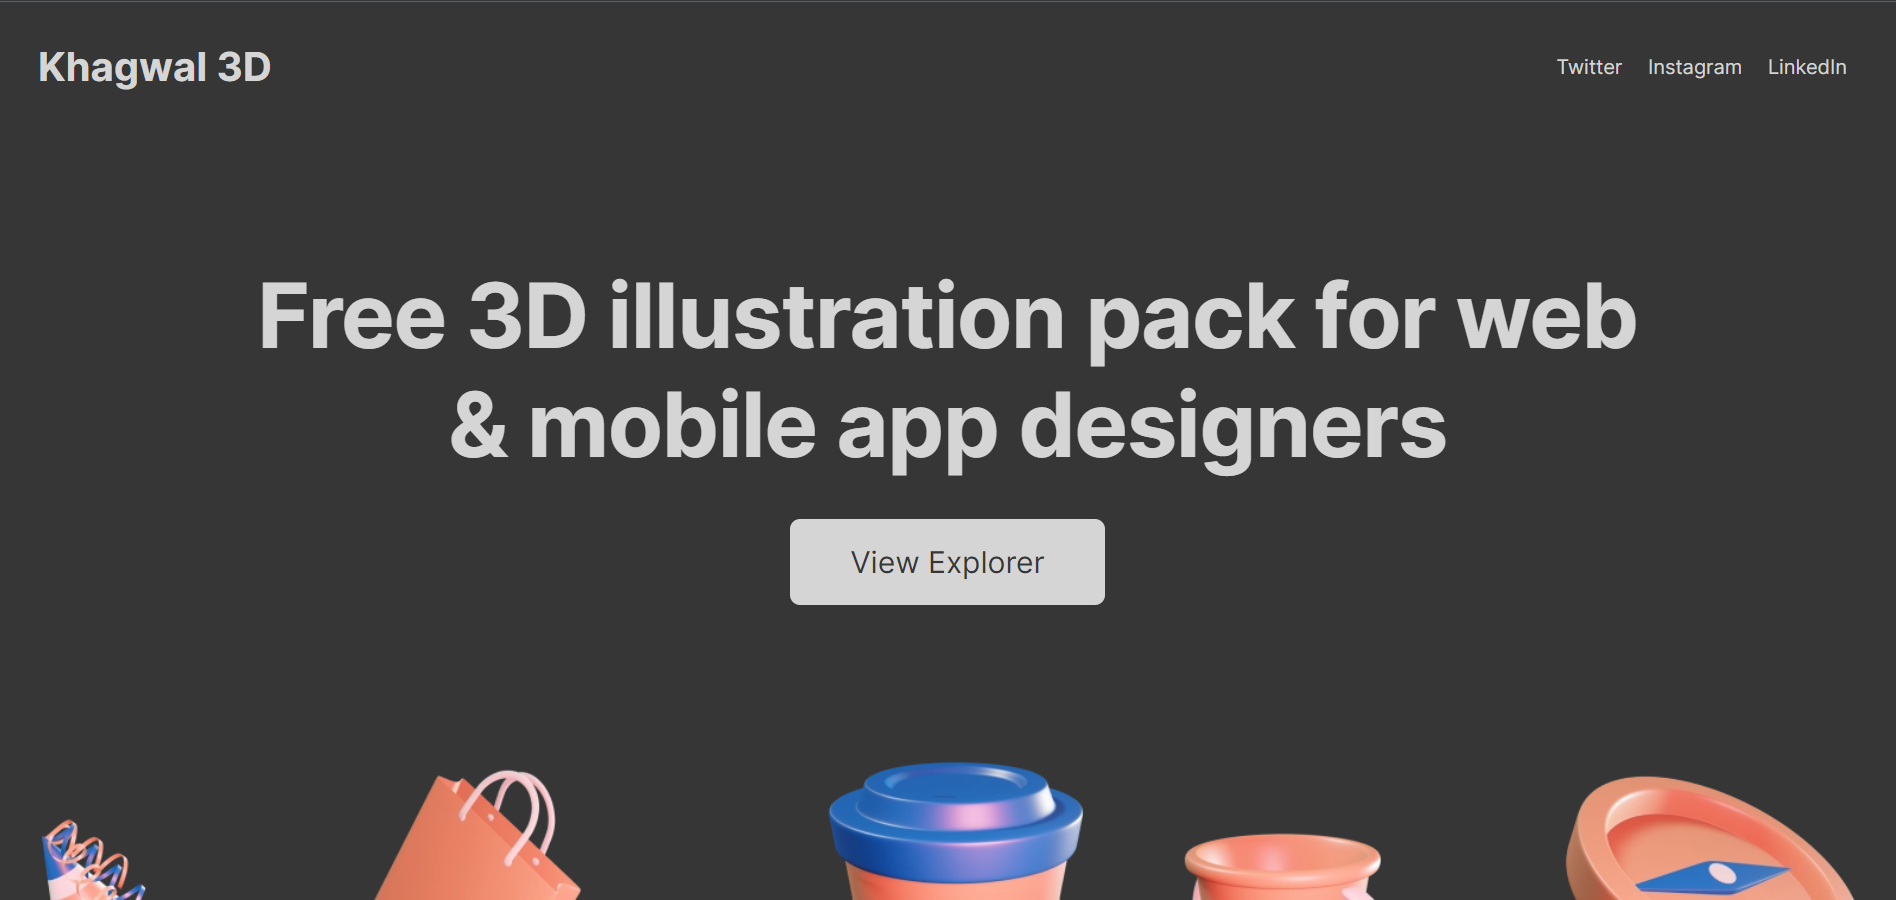 Khagwal 3D
Twitter Instagram LinkedIn
Free 3D illustration pack for web
& mobile app designers
View Explorer